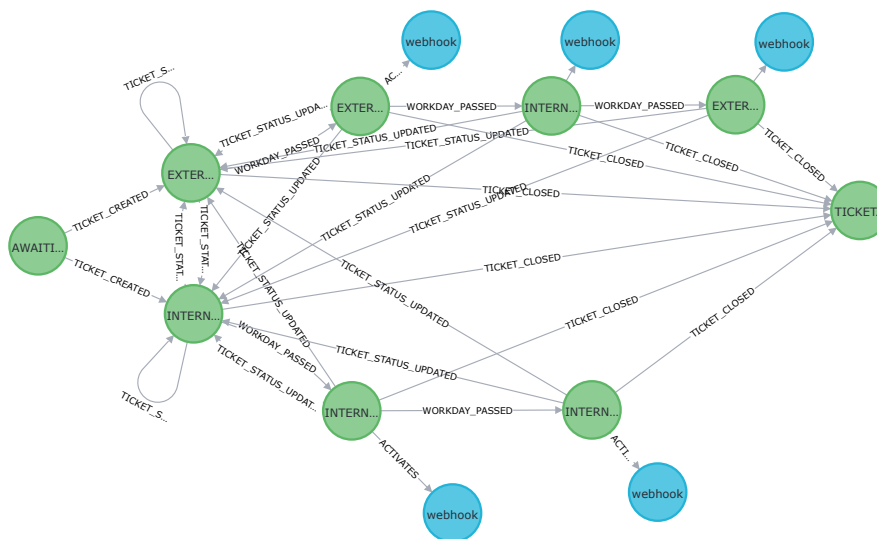 webhook
webhook
webhook
TICKET_S...
AC...
EXTER...
WORKDAY_PASSED
INTERN...
WORKDAY_PASSED
EXTER...
TICKET_STATUS_UPDA...
TICKET_STATUS_UPDATED
TICKET_STATUS_UPDATED
WORKDAY_PASSED
TICKET_CLOSED
TICKET_CLOSED
TICKET_CLOSED
EXTER...
TICKET_CLOSED
TICKET_CREATED
TICKET_STATUS_UPDATED
TICKET_STATUS_UPDATED
TICKET_STATUS_UPDATED
TICKET...
TICKET_STAT...
TICKET_STAT...
AWAITI...
TICKET_CREATED
TICKET_STATUS_UPDATED
TICKET_STATUS_UPDATED
TICKET_CLOSED
INTERN...
WORKDAY_PASSED
TICKET_STATUS_UPDATED
TICKET_CLOSED
TICKET_CLOSED
TICKET_STATUS_UPDAT...
TICKET_S...
INTERN...
WORKDAY_PASSED
INTERN...
ACTIVATES
ACTI...
webhook
webhook